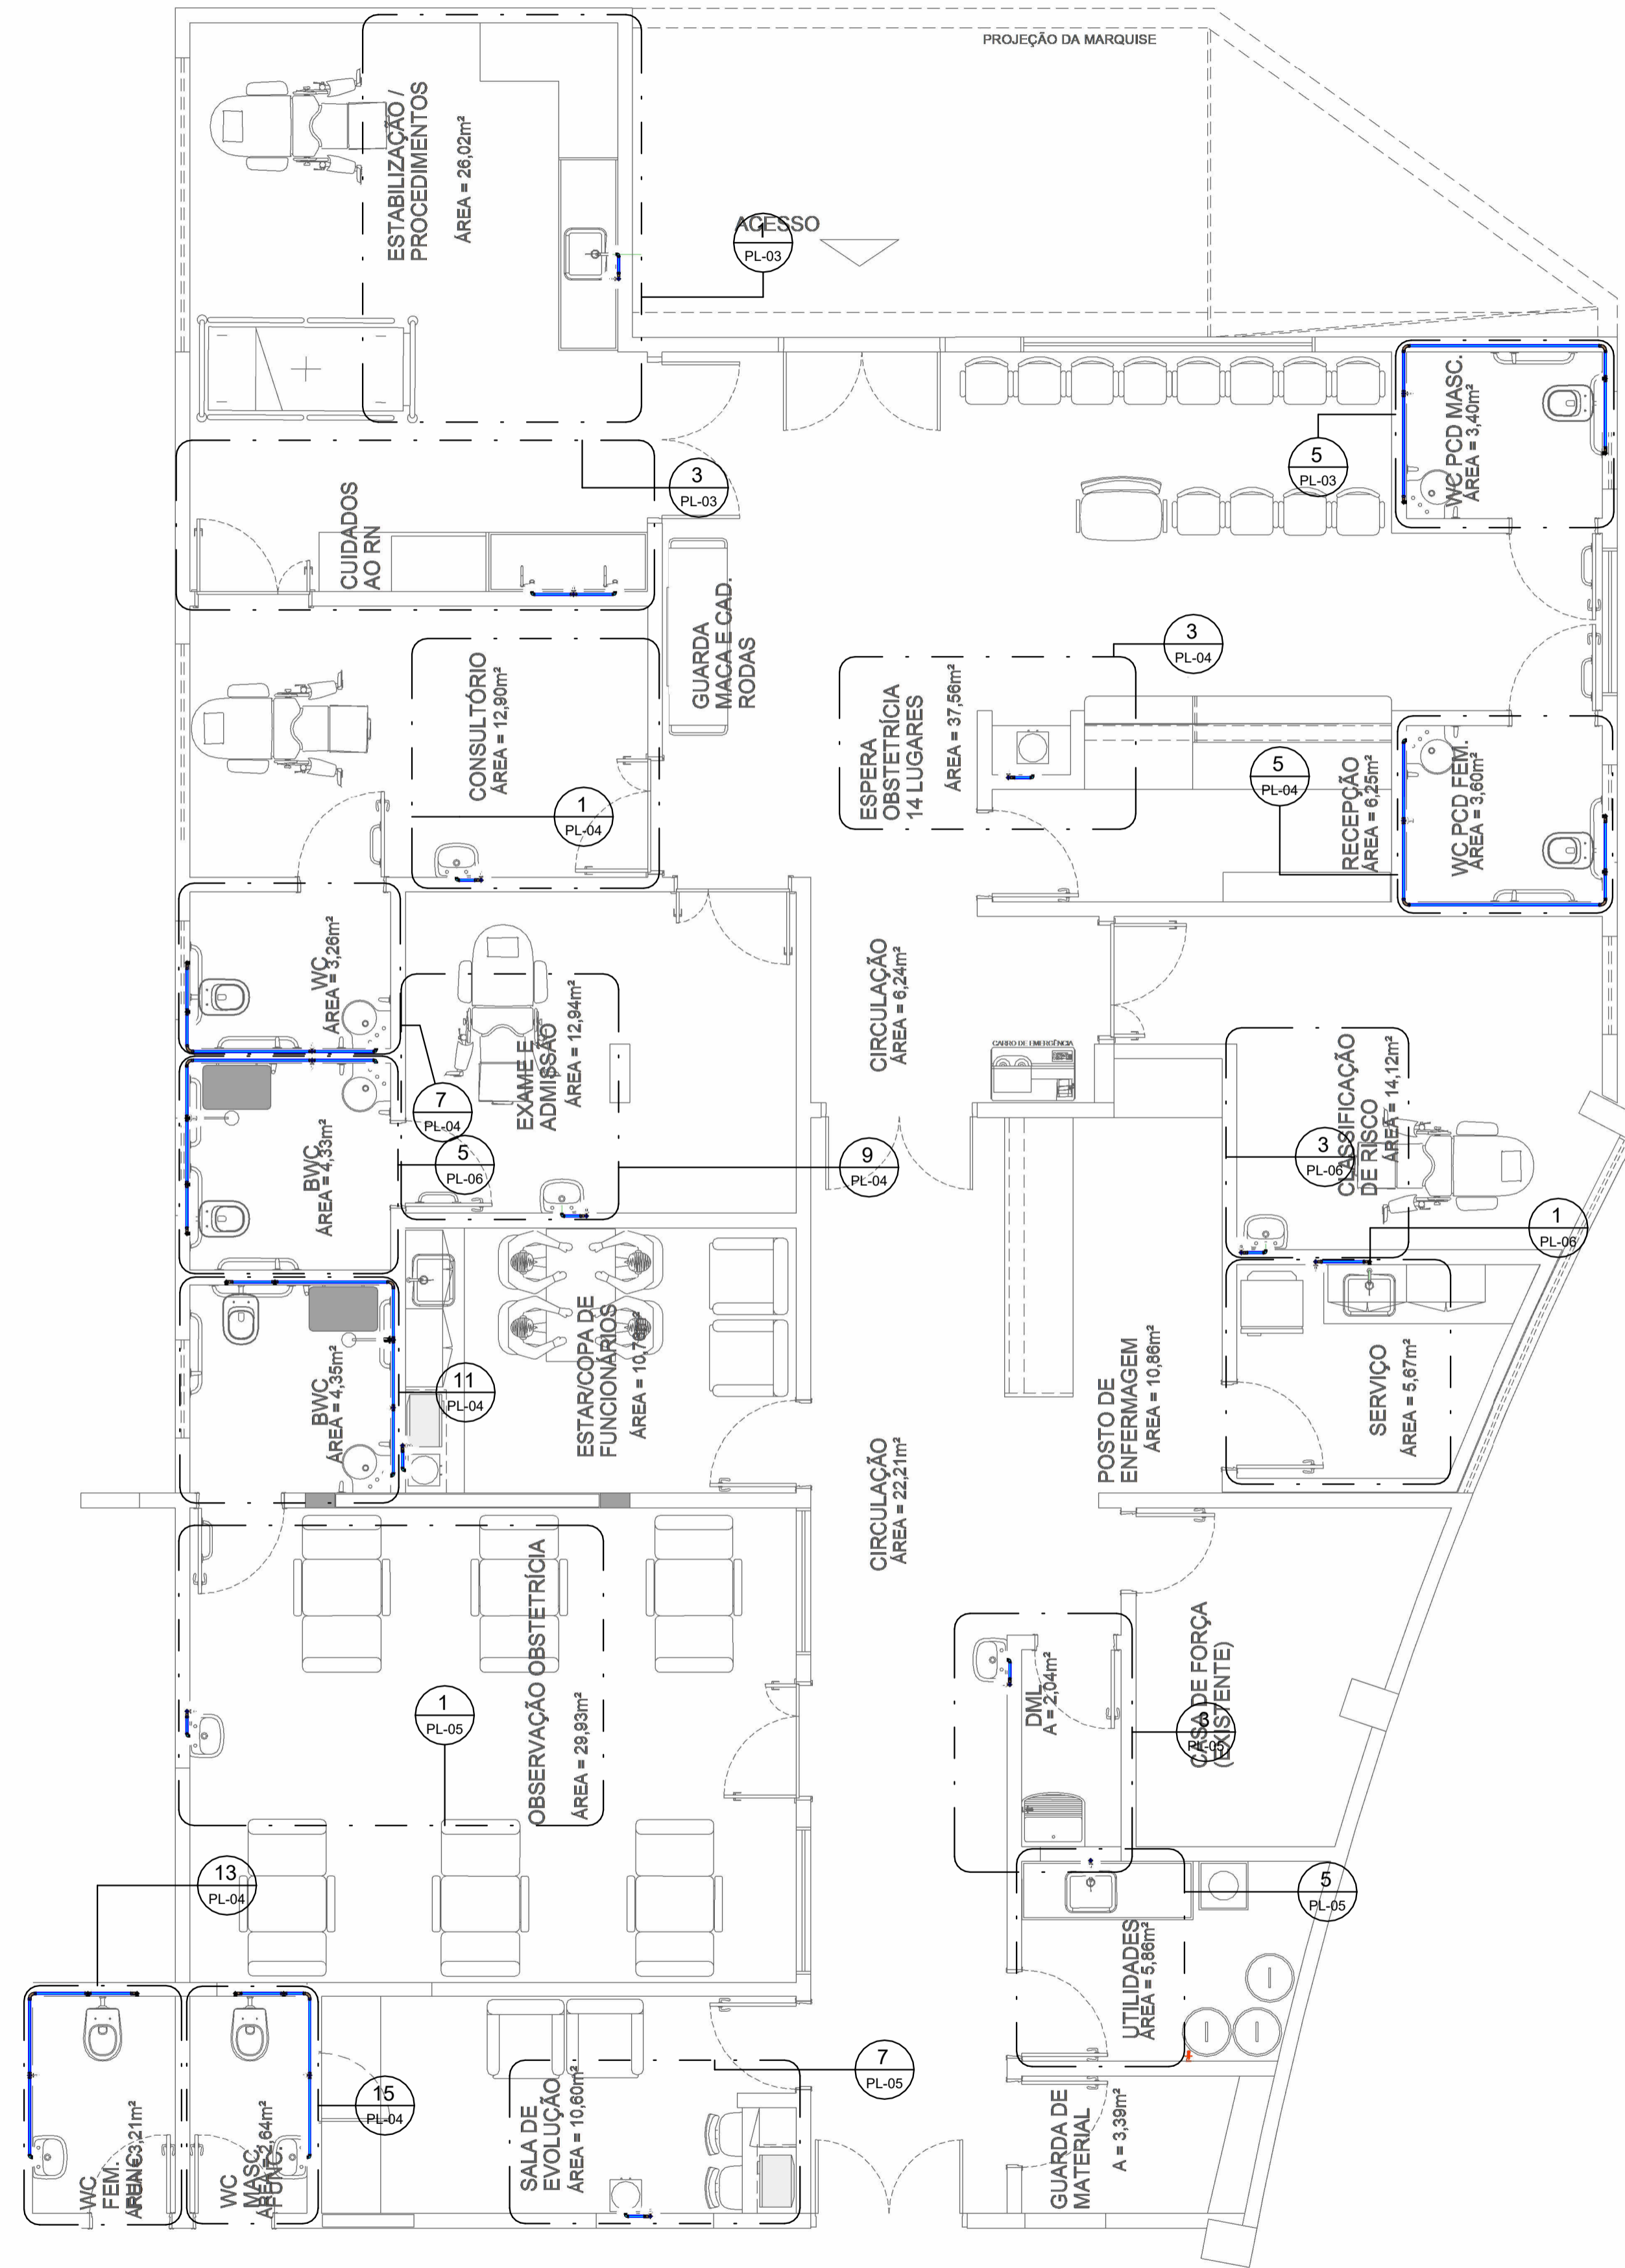 PROJEÇÃO DA MARQUISE
ESTABILIZAÇÃO /
PROCEDIMENTOS
ÁREA = 26,02m²
ACESSO
1
PL-03
3
PL-03
5
PL-03
WC PCD MASC.
ÁREA = 3,40m²
CUIDADOS
AO RN
GUARDA
MACA E CAD.
RODAS
CONSULTÓRIO
ÁREA = 12,90m²
1
PL-04
3
PL-04
ESPERA
OBSTETRÍCIA
14 LUGARES
ÁREA = 37,56m²
5
PL-04
RECEPÇÃO
ÁREA = 6,25m²
WC PCD FEM.
ÁREA = 3,60m²
WC
ÁREA = 3,26m²
EXAME E
ADMISSÃO
ÁREA = 12,94m²
CIRCULAÇÃO
ÁREA = 6,24m²
CARRO DE EMERGÊNCIA
CLASSIFICAÇÃO
DE RISCO
ÁREA = 14,12m²
7
PL-04
BWC
ÁREA = 4,33m²
5
PL-06
9
PL-04
3
PL-06
1
PL-06
BWC
ÁREA = 4,35m²
11
PL-04
ESTAR/COPA DE
FUNCIONÁRIOS
CIRCULAÇÃO
ÁREA = 22,21m²
POSTO DE
ENFERMAGEM
ÁREA = 10,86m²
SERVIÇO
ÁREA = 5,67m²
OBSERVAÇÃO OBSTETRÍCIA
ÁREA = 29,93m²
1
PL-05
DML
A = 2,04m²
CASA DE FORÇA
(EXISTENTE)
PL-05
13
PL-04
5
PL-05
UTILIDADES
ÁREA = 5,86m²
WC
FEM.
WC
MASC.
15
PL-04
SALA DE
EVOLUÇÃO
ÁREA = 10,60m²
7
PL-05
GUARDA DE
MATERIAL
A = 3,39m²